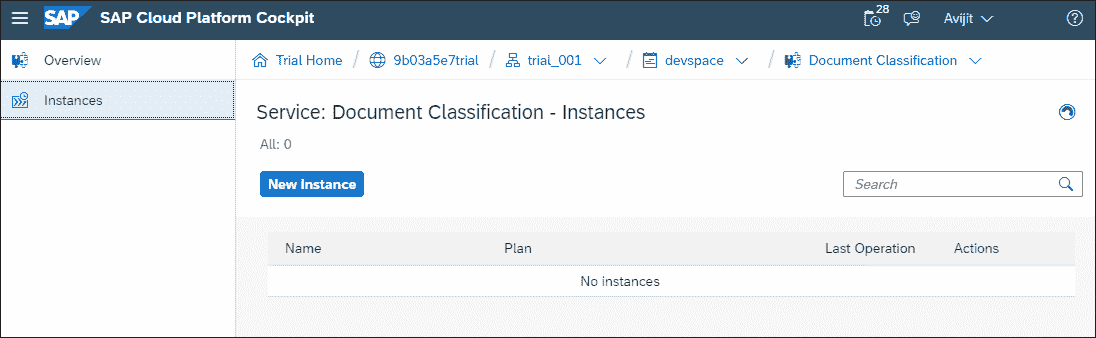 SAP SAP Cloud Platform Cockpit 28 Avijit
Overview
Instances
Trial Home / 9b03a5e7trial / trial_001 / devspace / Document Classification
Service: Document Classification - Instances
All: 0
New Instance
Search
Name Plan Last Operation Actions
No instances